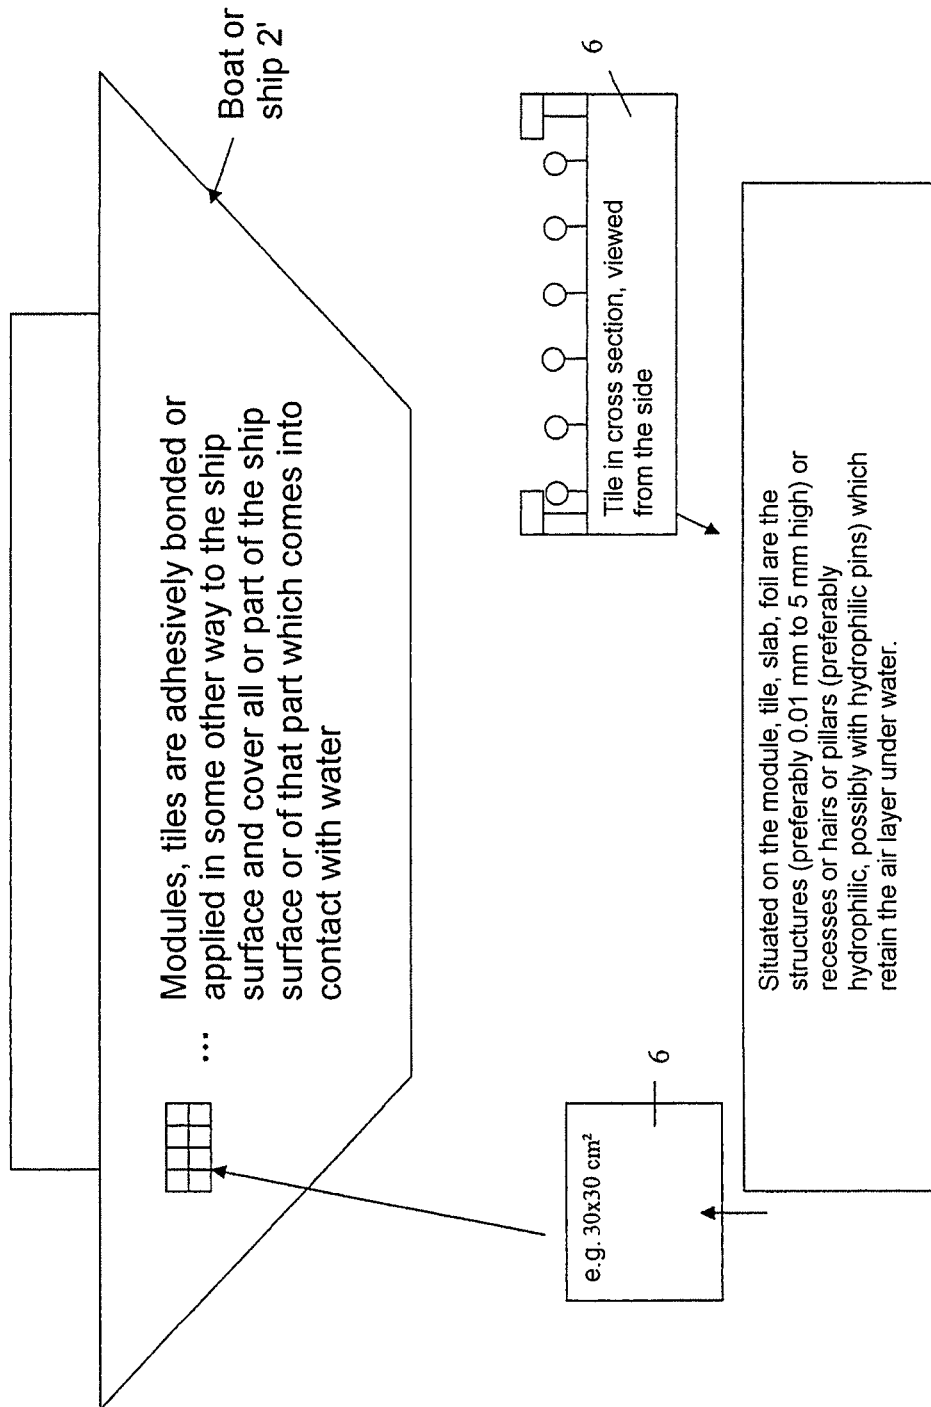 Boat or
ship 2'
Modules, tiles are adhesively bonded or
applied in some other way to the ship
surface and cover all or part of the ship
surface or of that part which comes into
contact with water
...
6
Tile in cross section, viewed
from the side
e.g. 30x30 cm²
6
Situated on the module, tile, slab, foil are the
structures (preferably 0.01 mm to 5 mm high) or
recesses or hairs or pillars (preferably
hydrophilic, possibly with hydrophilic pins) which
retain the air layer under water.